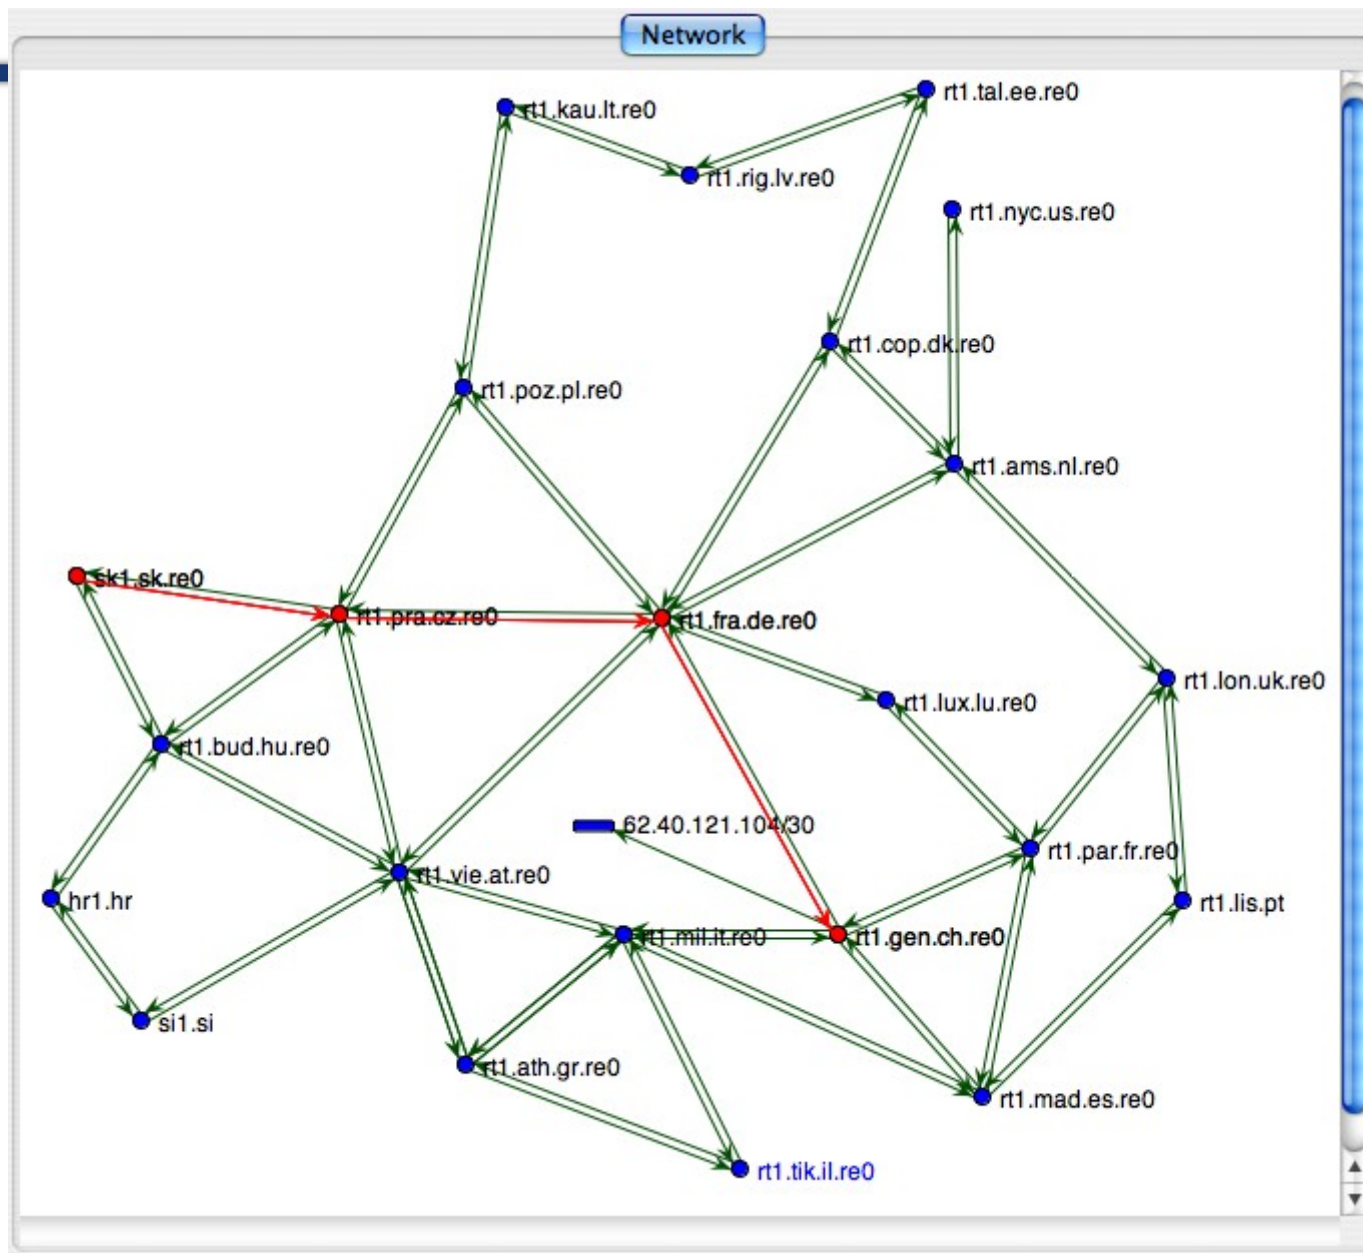 Network
rt1.tal.ee.re0
rt1.kau.lt.re0
rt1.rig.lv.re0
rt1.nyc.us.re0
rt1.cop.dk.re0
rt1.poz.pl.re0
rt1.ams.nl.re0
sk1.sk.re0
rt1.pra.cz.re0
rt1.fra.de.re0
rt1.lon.uk.re0
rt1.lux.lu.re0
rt1.bud.hu.re0
62.40.121.104/30
rt1.par.fr.re0
rt1.vie.at.re0
hr1.hr
rt1.lis.pt
rt1.mil.it.re0
rt1.gen.ch.re0
si1.si
rt1.ath.gr.re0
rt1.mad.es.re0
rt1.tik.il.re0